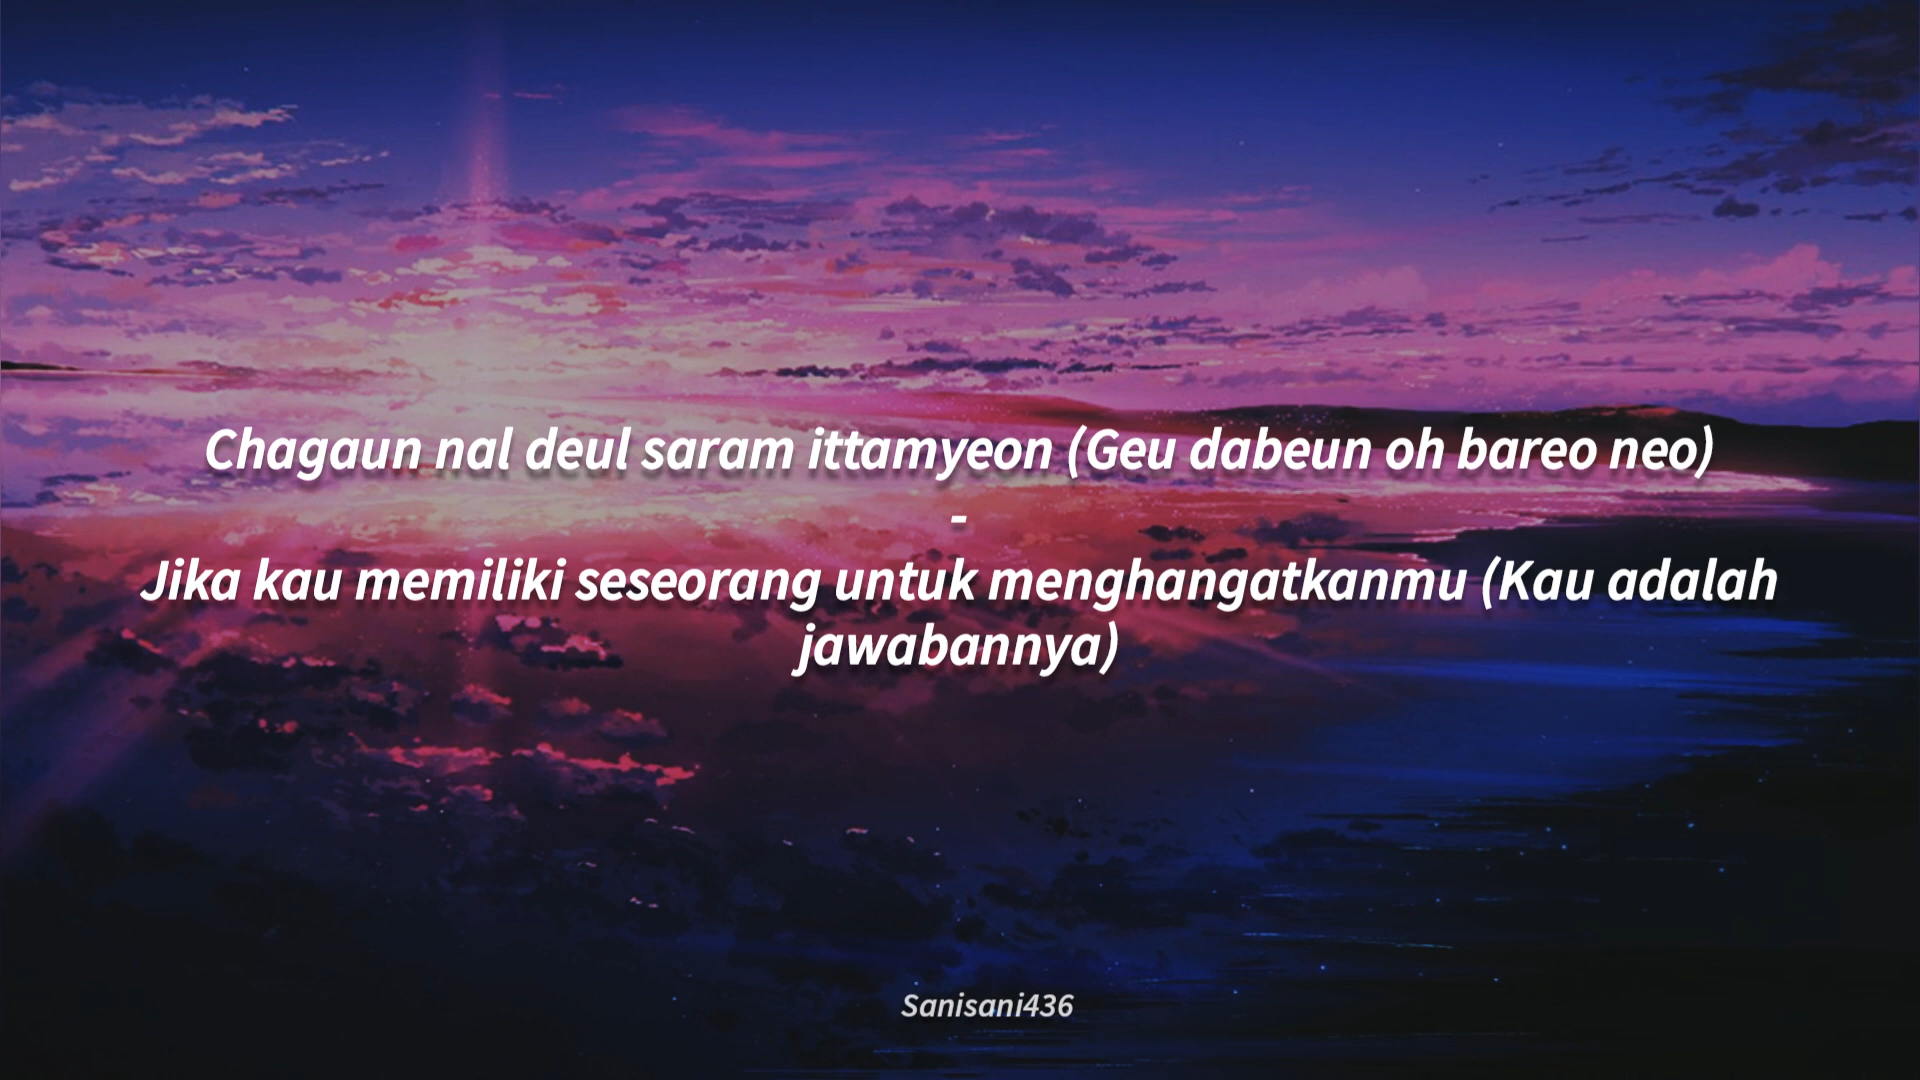 Chagaun nal deul saram ittamyeon (Geu dabeun oh bareo neo)
-
Jika kau memiliki seseorang untuk menghangatkanmu (Kau adalah
jawabannya)
Sanisani436